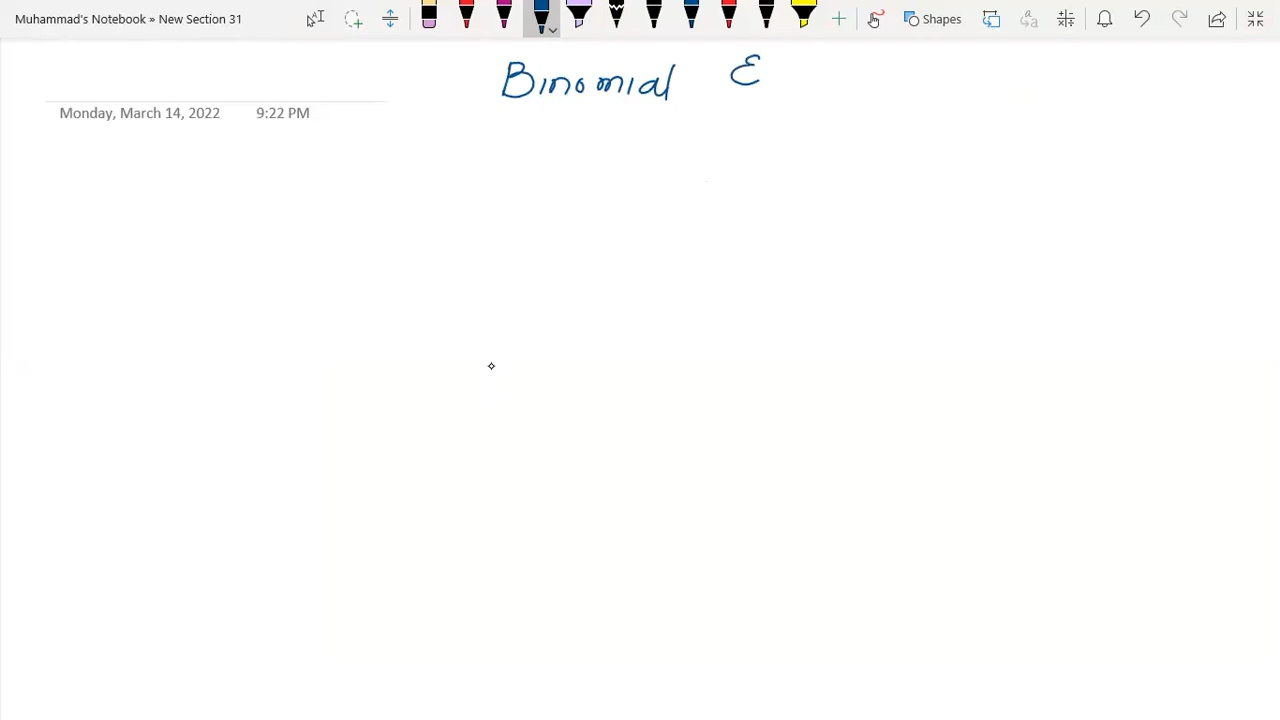 Muhammad's Notebook » New Section 31
Shapes
Binomial E
Monday, March 14, 2022 9:22 PM